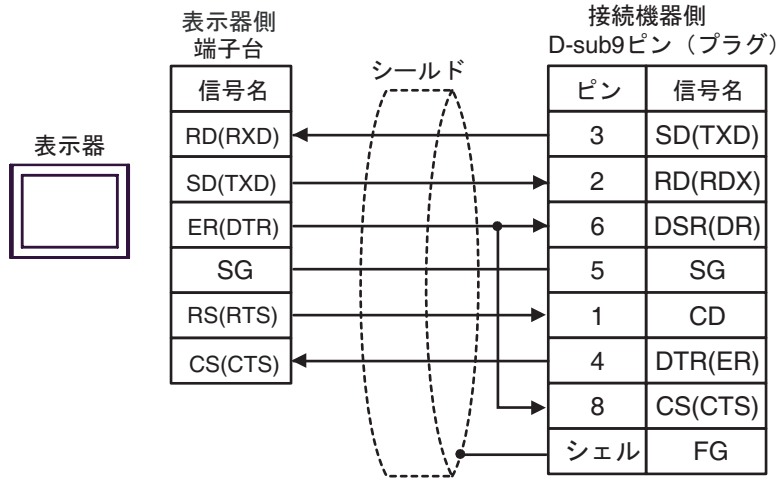 表示器側
端子台
接続機器側
D-sub9ピン（プラグ）
シールド
表示器
信号名
RD(RXD)
SD(TXD)
ER(DTR)
SG
RS(RTS)
CS(CTS)
ピン 信号名
3 SD(TXD)
2 RD(RDX)
6 DSR(DR)
5 SG
1 CD
4 DTR(ER)
8 CS(CTS)
シェル FG